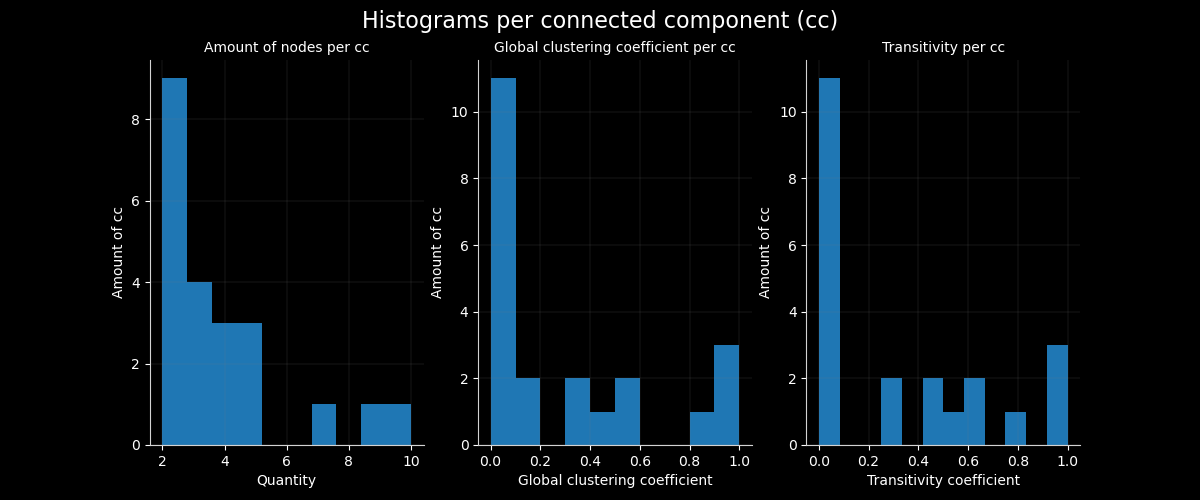 Histograms per connected component (cc)
Amount of nodes per cc
Global clustering coefficient per cc
Transitivity per cc
Amount of cc
8
6
4
2
0
2 4 6 8 10
Quantity
Amount of cc
10
8
6
4
2
0
0.0 0.2 0.4 0.6 0.8 1.0
Global clustering coefficient
Amount of cc
10
8
6
4
2
0
0.0 0.2 0.4 0.6 0.8 1.0
Transitivity coefficient